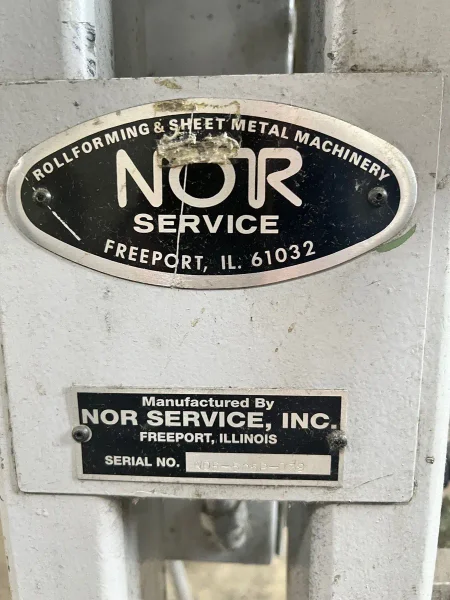 ROLLFORMING & SHEET METAL MACHINERY
NOR
SERVICE
FREEPORT, IL. 61032
Manufactured By
NOR SERVICE, INC.
FREEPORT, ILLINOIS
SERIAL NO.